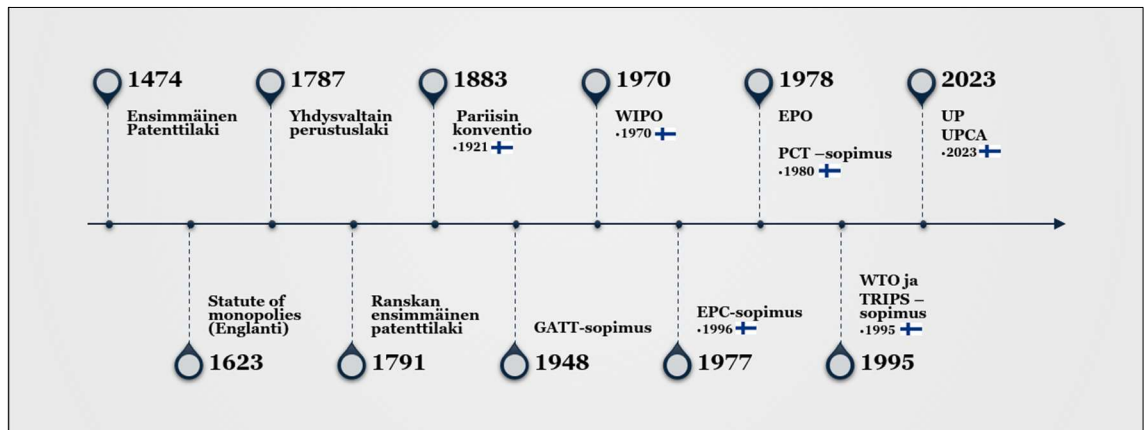 1474
Ensimmäinen
Patenttilaki
1787
Yhdysvaltain
perustuslaki
1883
Pariisin
konventio
•1921
1970
WIPO
•1970
1978
EPO
PCT –sopimus
•1980
2023
UP
UPCA
•2023
Statute of
monopolies
(Englanti)
1623
Ranskan
ensimmäinen
patenttilaki
1791
GATT-sopimus
1948
EPC-sopimus
•1996
1977
WTO ja
TRIPS –
sopimus
•1995
1995